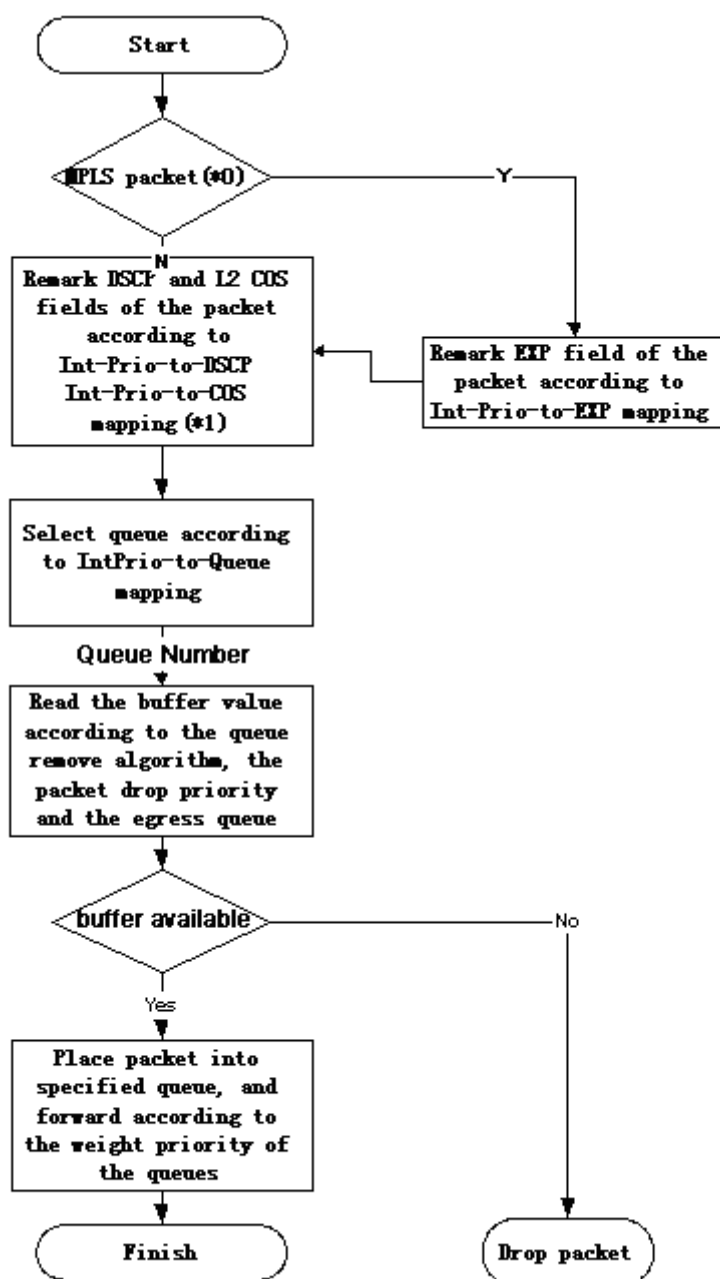 Start
MPLS packet(*0)
Y
N
Remark DSCP and L2 COS
fields of the packet
according to
Int-Prio-to-DSCP
Int-Prio-to-COS
mapping(*1)
Remark EXP field of the
packet according to
Int-Prio-to-EXP mapping
Select queue according
to IntPrio-to-Queue
mapping
Queue Number
Read the buffer value
according to the queue
remove algorithm, the
packet drop priority
and the egress queue
buffer available
No
Yes
Place packet into
specified queue, and
forward according to
the weight priority of
the queues
Finish
Drop packet